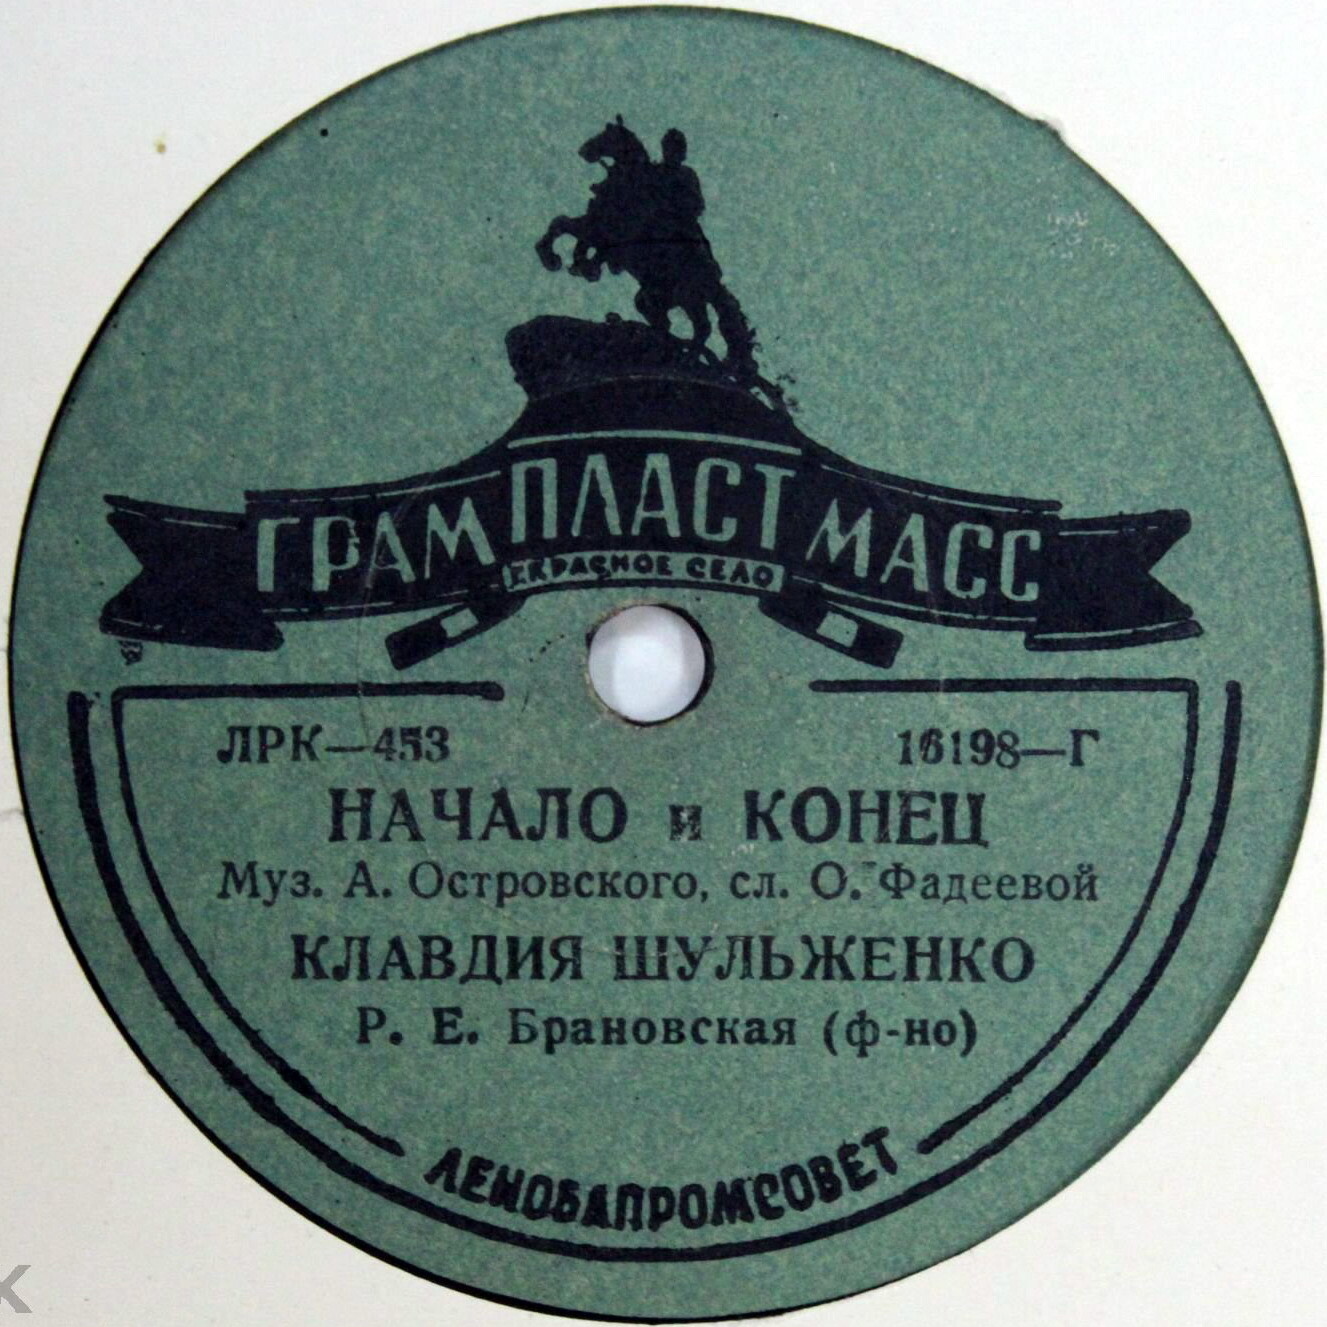 ГРАМПЛАСТМАСС
КРАСНОЕ СЕЛО
ЛРК—453 16198—Г
НАЧАЛО и КОНЕЦ
Муз. А. Островского, сл. О. Фадеевой
КЛАВДИЯ ШУЛЬЖЕНКО
Р. Е. Брановская (ф-но)
ЛЕНОБЛПРОМСОВЕТ